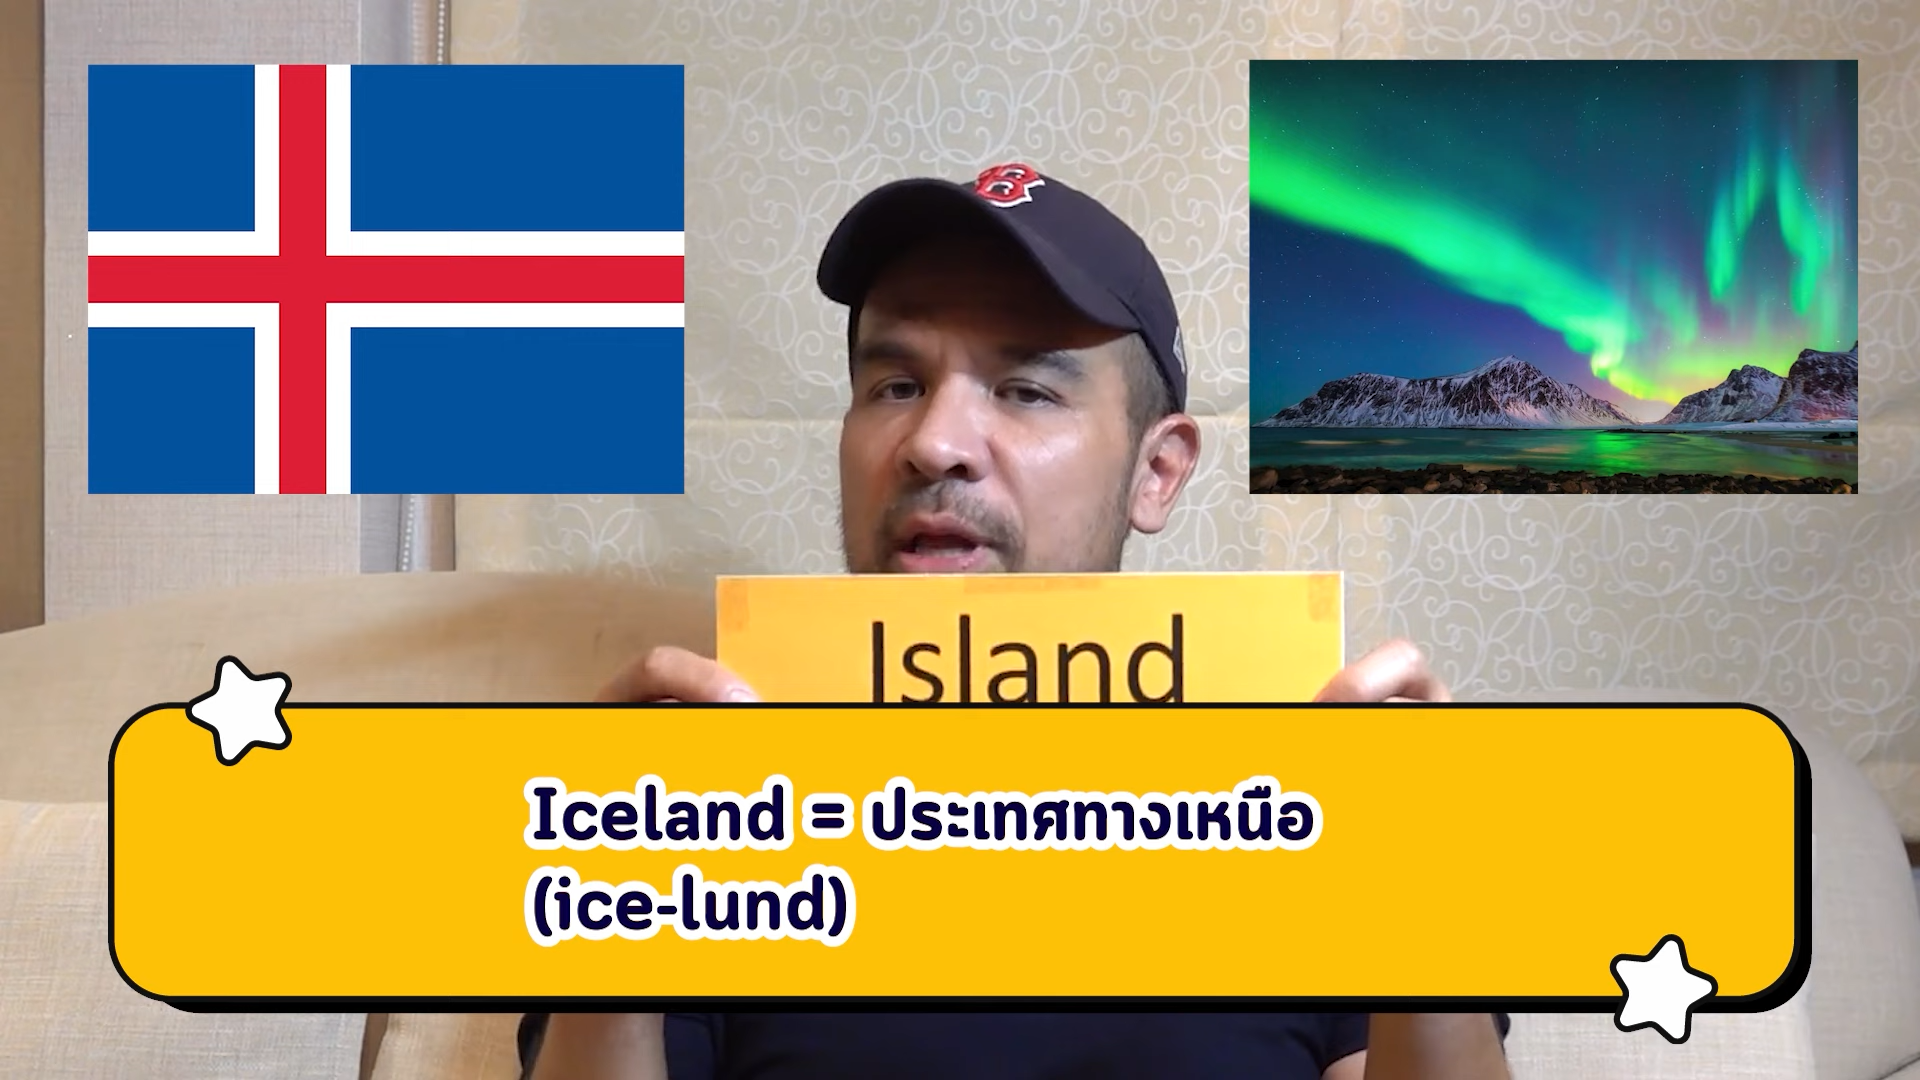 B
Island
Iceland = ประเทศทางเหนือ
(ice-lund)